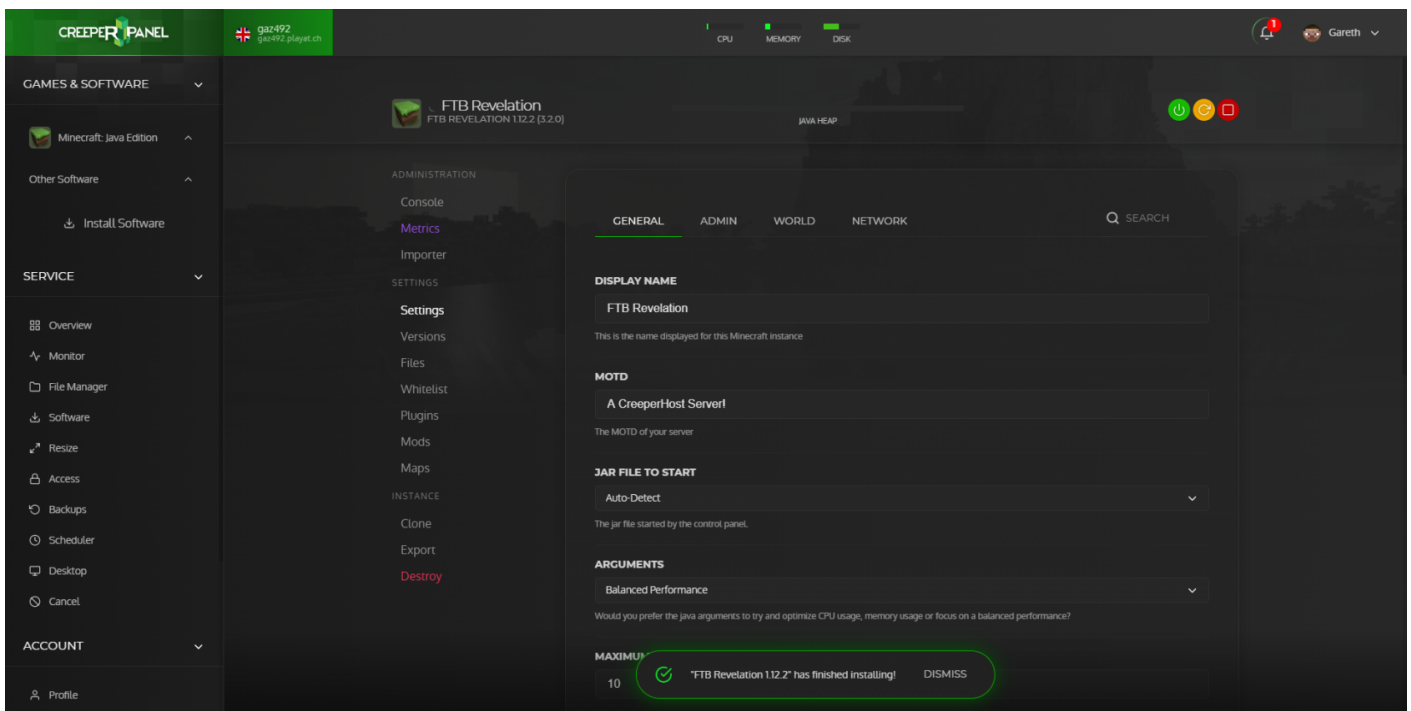 CREEPER PANEL
gaz492
gaz492.playat.ch
CPU
MEMORY
DISK
1
Gareth
GAMES & SOFTWARE
Minecraft: Java Edition
Other Software
Install Software
SERVICE
Overview
Monitor
File Manager
Software
Resize
Access
Backups
Scheduler
Desktop
Cancel
ACCOUNT
Profile
FTB Revelation
FTB REVELATION 1.12.2 (3.2.0)
JAVA HEAP
ADMINISTRATION
Console
Metrics
Importer
SETTINGS
Settings
Versions
Files
Whitelist
Plugins
Mods
Maps
INSTANCE
Clone
Export
Destroy
GENERAL
ADMIN
WORLD
NETWORK
SEARCH
DISPLAY NAME
FTB Revelation
This is the name displayed for this Minecraft instance
MOTD
A CreeperHost Server!
The MOTD of your server
JAR FILE TO START
Auto-Detect
The jar file started by the control panel.
ARGUMENTS
Balanced Performance
Would you prefer the java arguments to try and optimize CPU usage, memory usage or focus on a balanced performance?
10
"FTB Revelation 1.12.2" has finished installing!
DISMISS